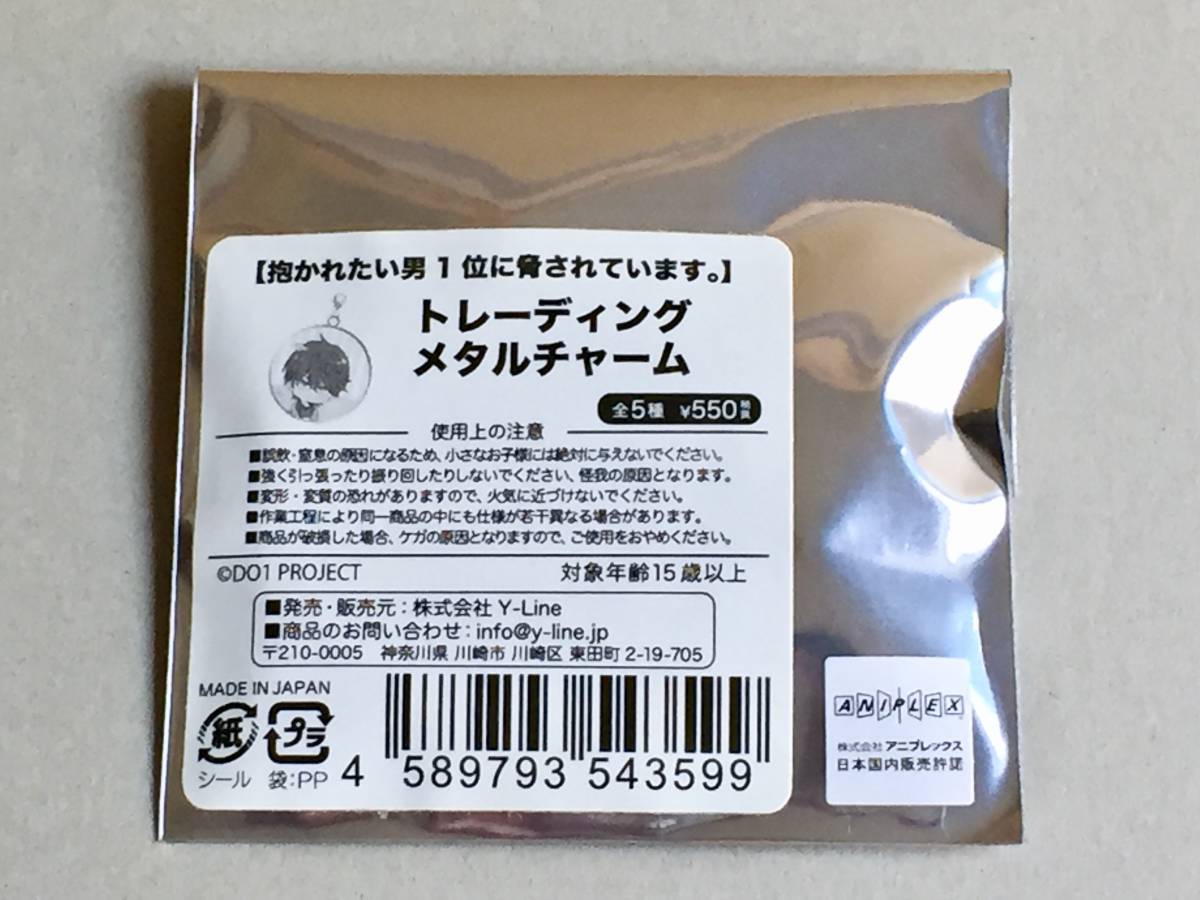 【抱かれたい男1位に脅されています。】
トレーディング
メタルチャーム
全5種 ¥550税抜
使用上の注意
■誤飲・窒息の原因になるため、小さなお子様には絶対に与えないでください。
■強く引っ張ったり振り回したりしないでください、怪我の原因となります。
■変形・変質の恐れがありますので、火気に近づけないでください。
■作業工程により同一商品の中にも仕様が若干異なる場合があります。
■商品が破損した場合、ケガの原因となりますので、ご使用をおやめください。
©DO1 PROJECT 対象年齢15歳以上
■発売・販売元：株式会社 Y-Line
■商品のお問い合わせ：info@y-line.jp
〒210-0005 神奈川県 川崎市 川崎区 東田町 2-19-705
MADE IN JAPAN
紙 プラ
シール 袋:PP
4 589793 543599
ANIPLEX
株式会社 アニプレックス
日本国内販売許諾